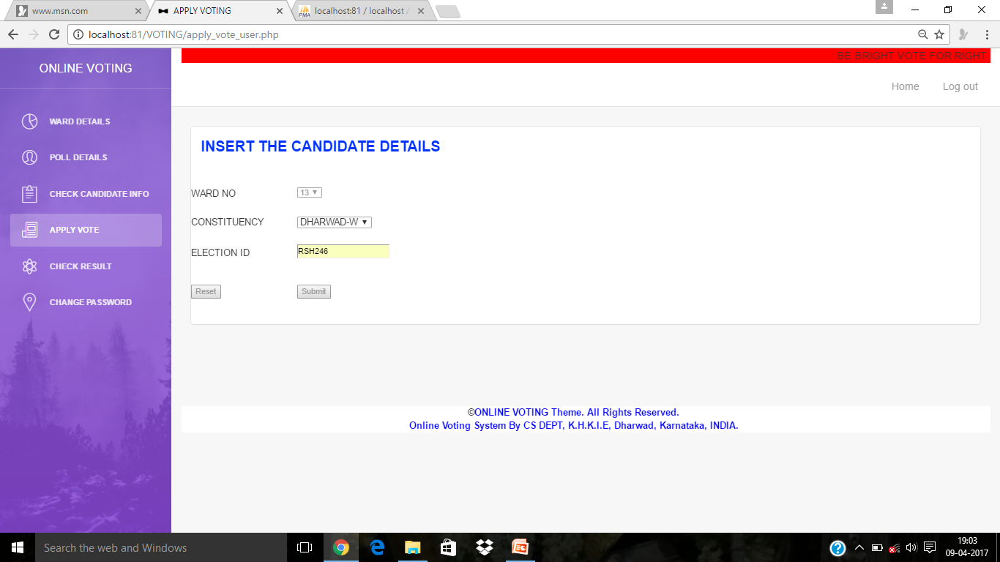 www.msn.com
APPLY VOTING
localhost:81 / localhost /
localhost:81/VOTING/apply_vote_user.php
ONLINE VOTING
BE BRIGHT VOTE FOR RIGHT
Home Log out
WARD DETAILS
POLL DETAILS
CHECK CANDIDATE INFO
APPLY VOTE
CHECK RESULT
CHANGE PASSWORD
INSERT THE CANDIDATE DETAILS
WARD NO 13
CONSTITUENCY DHARWAD-W
ELECTION ID RSH246
Reset Submit
©ONLINE VOTING Theme. All Rights Reserved.
Online Voting System By CS DEPT, K.H.K.I.E, Dharwad, Karnataka, INDIA.
Search the web and Windows
19:03
09-04-2017